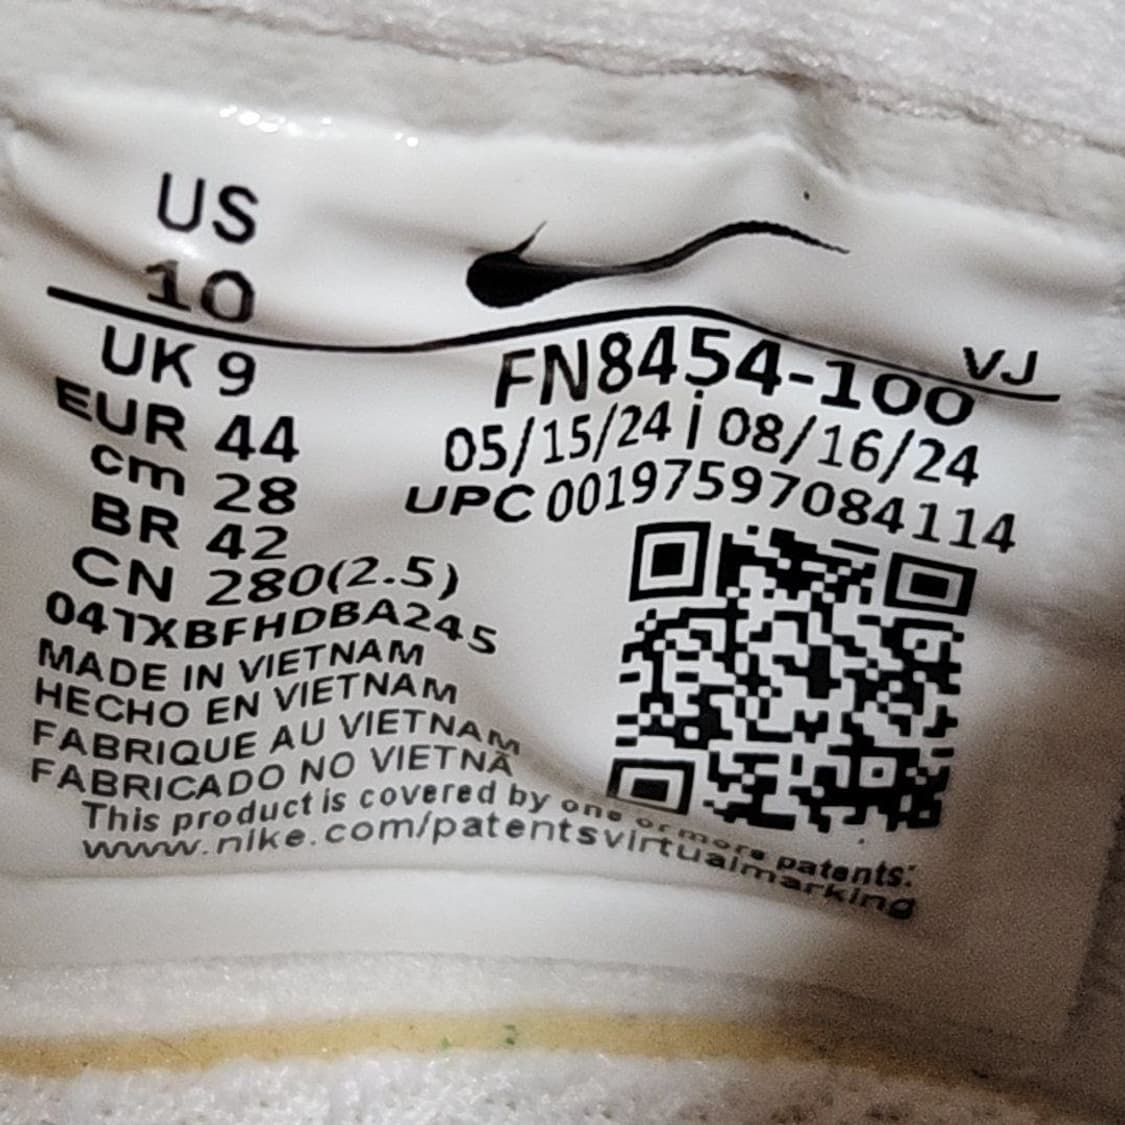 US
10
UK 9
EUR 44
cm 28
BR 42
CN 280(2.5)
VJ
FN8454-100
05/15/24 | 08/16/24
UPC 00197597084114
047XBFHDBA245
MADE IN VIETNAM
HECHO EN VIETNAM
FABRIQUE AU VIETNAM
FABRICADO NO VIETNÃ
This product is covered by one or more patents:
www.nike.com/patentsvirtualmarking